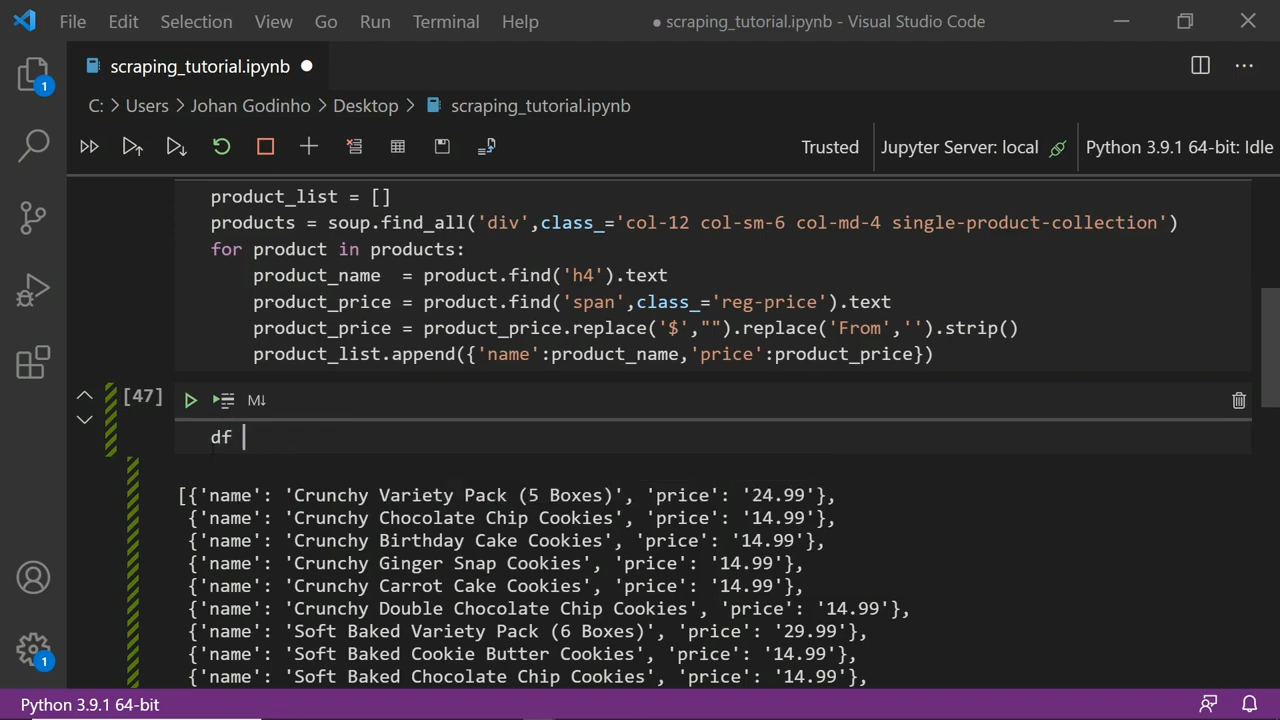 File Edit Selection View Go Run Terminal Help ● scraping_tutorial.ipynb - Visual Studio Code
scraping_tutorial.ipynb
1
C: > Users > Johan Godinho > Desktop > scraping_tutorial.ipynb
Trusted Jupyter Server: local Python 3.9.1 64-bit: Idle
product_list = []
products = soup.find_all('div',class_='col-12 col-sm-6 col-md-4 single-product-collection')
for product in products:
product_name  = product.find('h4').text
product_price = product.find('span',class_='reg-price').text
product_price = product_price.replace('$',"").replace('From','').strip()
product_list.append({'name':product_name,'price':product_price})
[47]
M↓
df
[{'name': 'Crunchy Variety Pack (5 Boxes)', 'price': '24.99'},
{'name': 'Crunchy Chocolate Chip Cookies', 'price': '14.99'},
{'name': 'Crunchy Birthday Cake Cookies', 'price': '14.99'},
{'name': 'Crunchy Ginger Snap Cookies', 'price': '14.99'},
{'name': 'Crunchy Carrot Cake Cookies', 'price': '14.99'},
{'name': 'Crunchy Double Chocolate Chip Cookies', 'price': '14.99'},
{'name': 'Soft Baked Variety Pack (6 Boxes)', 'price': '29.99'},
{'name': 'Soft Baked Cookie Butter Cookies', 'price': '14.99'},
{'name': 'Soft Baked Chocolate Chip Cookies', 'price': '14.99'},
1
Python 3.9.1 64-bit